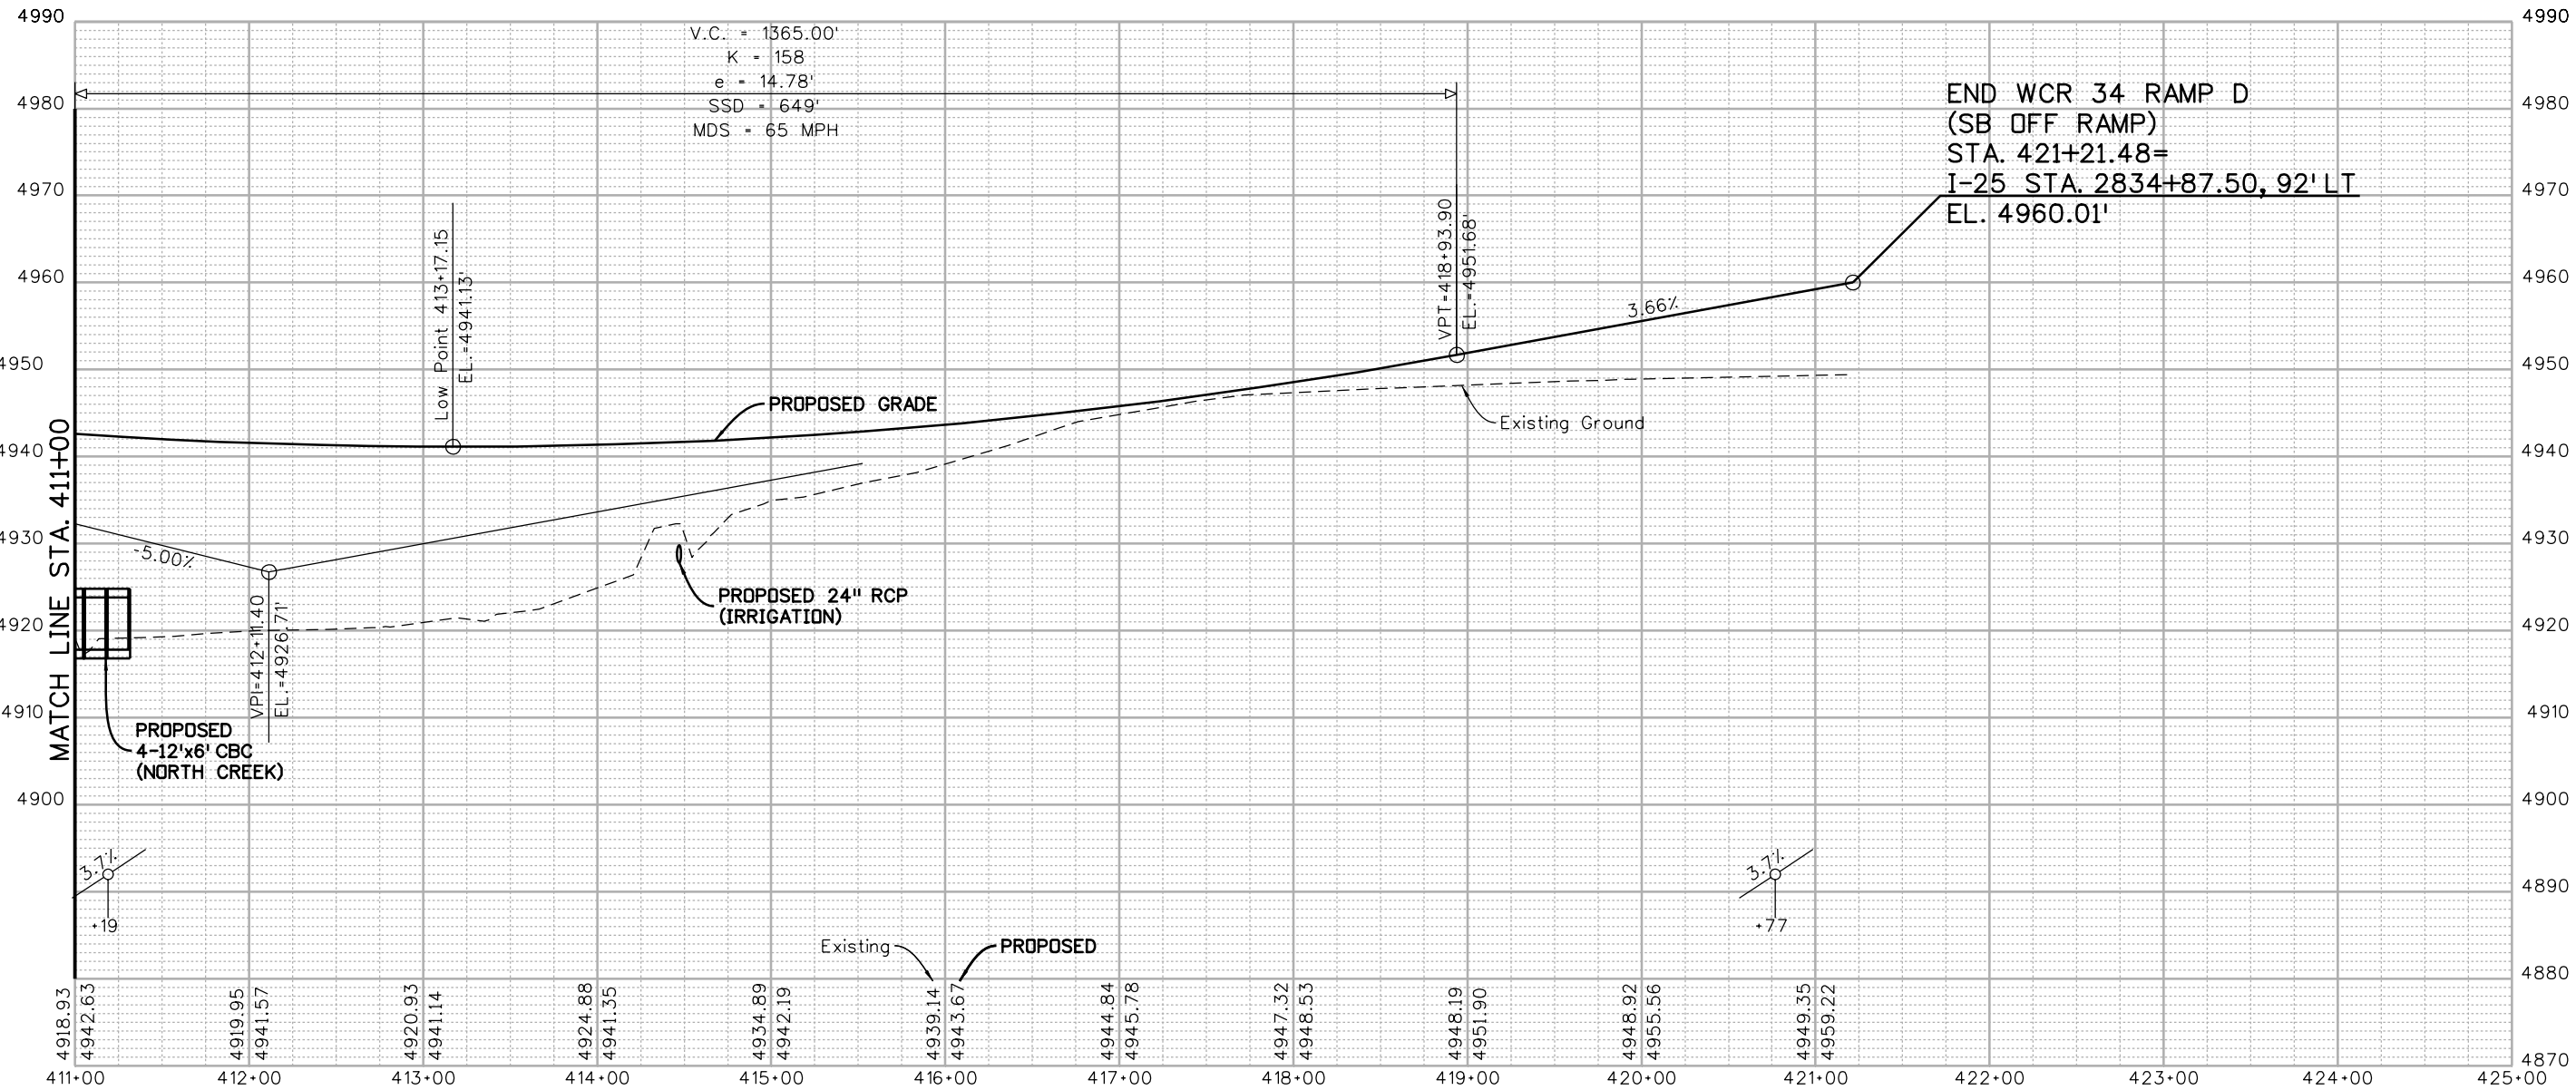 4990
4980
4970
4960
4950
4940
4930
4920
4910
4900
MATCH LINE STA. 411+00
V.C. = 1365.00'
K = 158
e = 14.78'
SSD = 649'
MDS = 65 MPH
END WCR 34 RAMP D
(SB OFF RAMP)
STA. 421+21.48=
I-25 STA. 2834+87.50, 92' LT
EL. 4960.01'
Low Point 413+17.15
EL.=4941.13'
VPT=418+93.90
EL.=4951.68'
3.66%
PROPOSED GRADE
Existing Ground
-5.00%
VPI=412+11.40
EL.=4926.71'
PROPOSED 24" RCP
(IRRIGATION)
PROPOSED
4-12'x6' CBC
(NORTH CREEK)
3.7%
+19
3.7%
+77
Existing
PROPOSED
4990
4980
4970
4960
4950
4940
4930
4920
4910
4900
4890
4880
4870
4918.93
4942.63
4919.95
4941.57
4920.93
4941.14
4924.88
4941.35
4934.89
4942.19
4939.14
4943.67
4944.84
4945.78
4947.32
4948.53
4948.19
4951.90
4948.92
4955.56
4949.35
4959.22
411+00
412+00
413+00
414+00
415+00
416+00
417+00
418+00
419+00
420+00
421+00
422+00
423+00
424+00
425+00